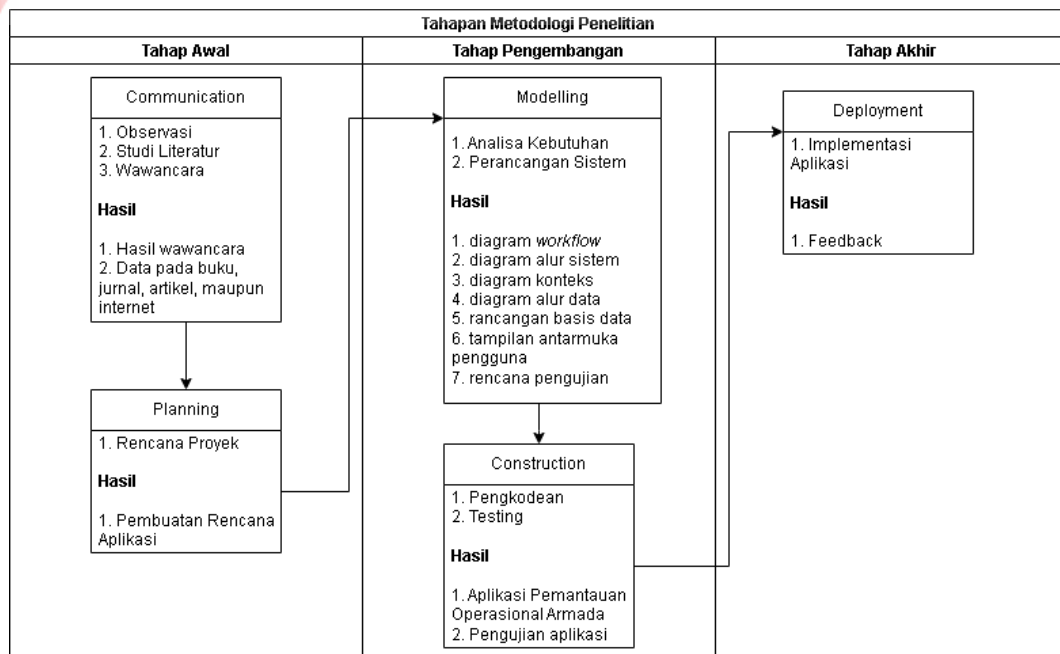 Tahapan Metodologi Penelitian
Tahap Awal
Communication
1. Observasi
2. Studi Literatur
3. Wawancara
Hasil
1. Hasil wawancara
2. Data pada buku,
jurnal, artikel, maupun
internet
Planning
1. Rencana Proyek
Hasil
1. Pembuatan Rencana
Aplikasi
Tahap Pengembangan
Modelling
1. Analisa Kebutuhan
2. Perancangan Sistem
Hasil
1. diagram workflow
2. diagram alur sistem
3. diagram konteks
4. diagram alur data
5. rancangan basis data
6. tampilan antarmuka
pengguna
7. rencana pengujian
Construction
1. Pengkodean
2. Testing
Hasil
1. Aplikasi Pemantauan
Operasional Armada
2. Pengujian aplikasi
Tahap Akhir
Deployment
1. Implementasi
Aplikasi
Hasil
1. Feedback